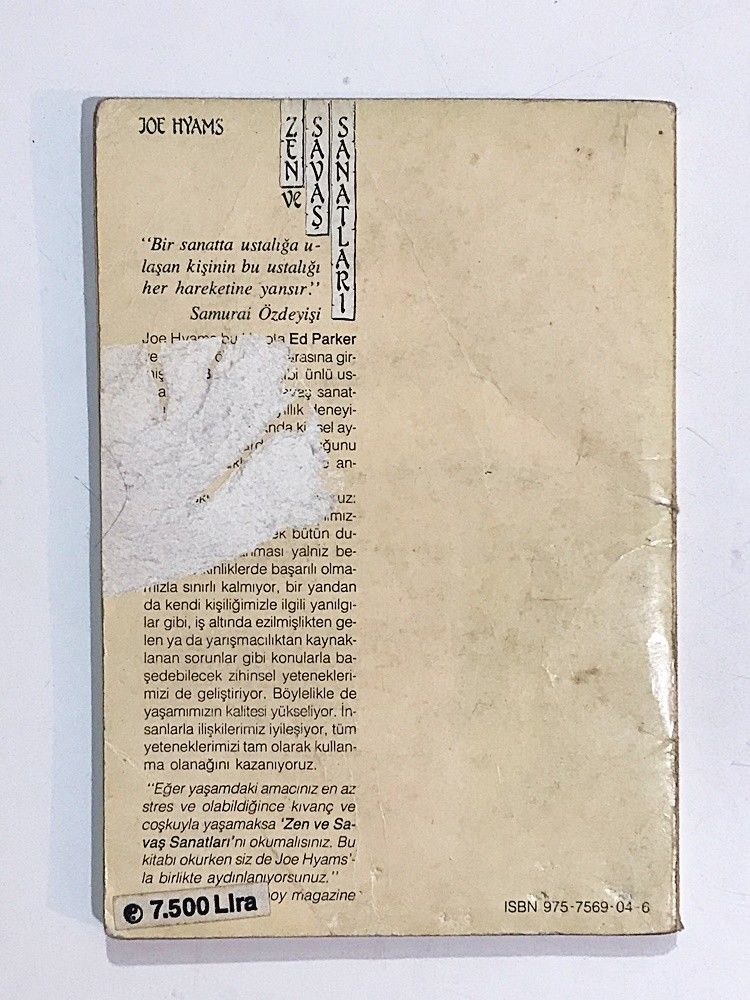 JOE HYAMS
ZEN
ve
SAVAŞ
SANATLARI
"Bir sanatta ustalığa u-
laşan kişinin bu ustalığı
her hareketine yansır."
Samurai Özdeyişi
Joe Hyams bu Ed Parker
girişine gir-
ünlü us-
sanat-
deneyi-
ay-
an-
bütün du-
yalniz be-
başarılı olma-
mızla sınırlı kalmıyor, bir yandan
da kendi kişiliğimizle ilgili yanılgı-
lar gibi, iş altında ezilmişlikten ge-
len ya da yarışmacılıktan kaynak-
lanan sorunlar gibi konularla ba-
şedebilecek zihinsel yetenekleri-
mizi de geliştiriyor. Böylelikle de
yaşamımızın kalitesi yükseliyor. İn-
sanlarla ilişkilerimiz iyileşiyor, tüm
yeteneklerimizi tam olarak kullan-
ma olanağını kazanıyoruz.
"Eğer yaşamdaki amacınız en az
stres ve olabildiğince kıvanç ve
coşkuyla yaşamaksa 'Zen ve Sa-
vaş Sanatları'nı okumalısınız. Bu
kitabı okurken siz de Joe Hyams'-
la birlikte aydınlanıyorsunuz."
magazine
7.500 Lira
ISBN 975-7569-04-6